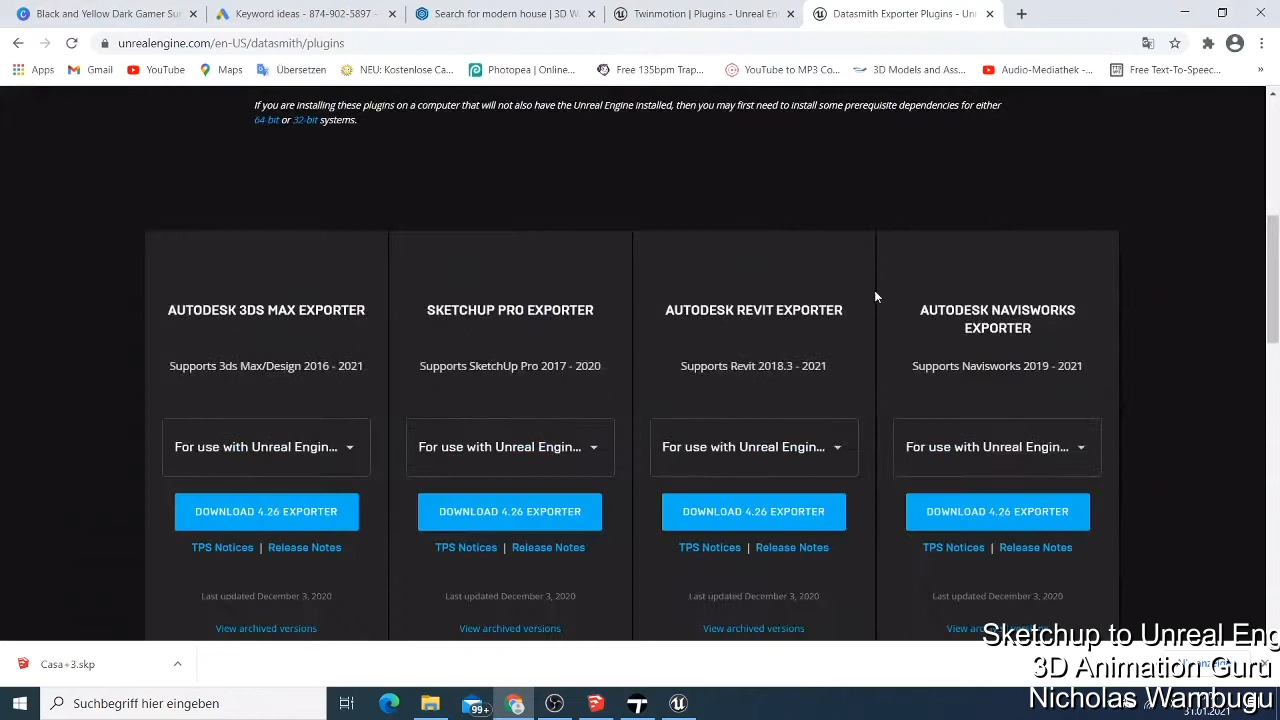 Black and Yellow Dark Gamer Su
Keyword ideas - 874-902-5897 -
Search for modern house | 3D W
Twinmotion | Plugins - Unreal En
Datasmith Exporter Plugins - Un
unrealengine.com/en-US/datasmith/plugins
Apps
Gmail
YouTube
Maps
Übersetzen
NEU: Kostenlose Ca...
Photopea | Online...
Free 135bpm Trap...
YouTube to MP3 Co...
3D Models and Ass...
Audio-Mediathek -...
Free Text-To-Speec...
If you are installing these plugins on a computer that will not also have the Unreal Engine installed, then you may first need to install some prerequisite dependencies for either
64-bit or 32-bit systems.
AUTODESK 3DS MAX EXPORTER
Supports 3ds Max/Design 2016 - 2021
For use with Unreal Engin...
DOWNLOAD 4.26 EXPORTER
TPS Notices | Release Notes
Last updated December 3, 2020
View archived versions
SKETCHUP PRO EXPORTER
Supports SketchUp Pro 2017 - 2020
For use with Unreal Engin...
DOWNLOAD 4.26 EXPORTER
TPS Notices | Release Notes
Last updated December 3, 2020
View archived versions
AUTODESK REVIT EXPORTER
Supports Revit 2018.3 - 2021
For use with Unreal Engin...
DOWNLOAD 4.26 EXPORTER
TPS Notices | Release Notes
Last updated December 3, 2020
View archived versions
AUTODESK NAVISWORKS
EXPORTER
Supports Navisworks 2019 - 2021
For use with Unreal Engin...
DOWNLOAD 4.26 EXPORTER
TPS Notices | Release Notes
Last updated December 3, 2020
Casa+3.skp
Sketchup to Unreal Eng
3D Animation Guru
Nicholas Wambugu
Suchbegriff hier eingeben
99+
31.01.2021